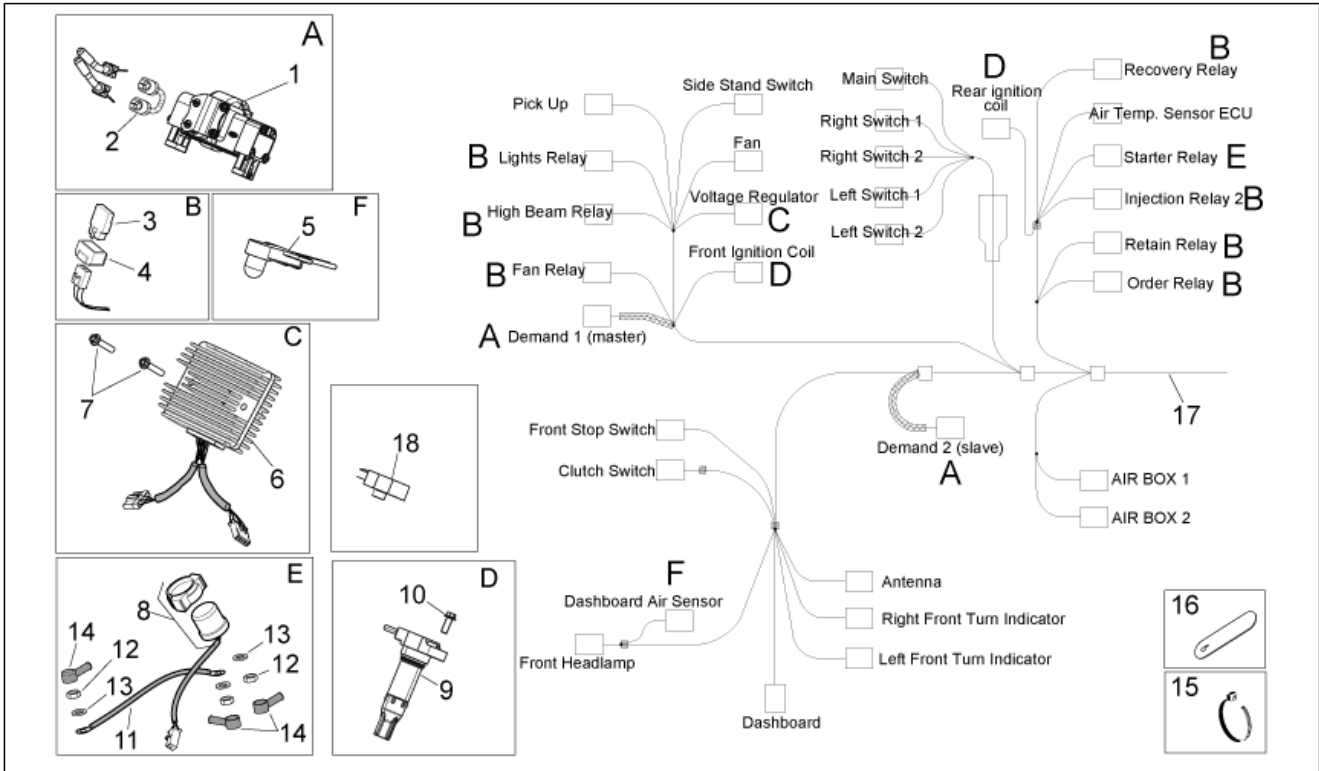 A
1
2
B
3
4
F
5
C
7
6
18
E
8
14
12
13
13
12
11
14
D
10
9
Pick Up
Side Stand Switch
B Lights Relay
Fan
B High Beam Relay
Voltage Regulator
C
B Fan Relay
Front Ignition Coil
D
A Demand 1 (master)
Main Switch
Right Switch 1
Right Switch 2
Left Switch 1
Left Switch 2
D
Rear ignition
coil
B
Recovery Relay
Air Temp. Sensor ECU
Starter Relay E
Injection Relay 2 B
Retain Relay B
Order Relay B
17
Demand 2 (slave)
A
AIR BOX 1
AIR BOX 2
Front Stop Switch
Clutch Switch
F
Dashboard Air Sensor
Front Headlamp
Antenna
Right Front Turn Indicator
Left Front Turn Indicator
Dashboard
16
15